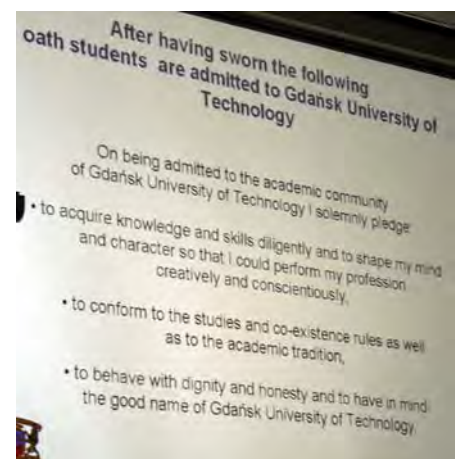 After having sworn the following
oath students are admitted to Gdańsk University of
Technology
On being admitted to the academic community
of Gdańsk University of Technology I solemnly pledge:
• to acquire knowledge and skills diligently and to shape my mind
and character so that I could perform my profession
creatively and conscientiously,
• to conform to the studies and co-existence rules as well
as to the academic tradition,
• to behave with dignity and honesty and to have in mind
the good name of Gdańsk University of Technology.